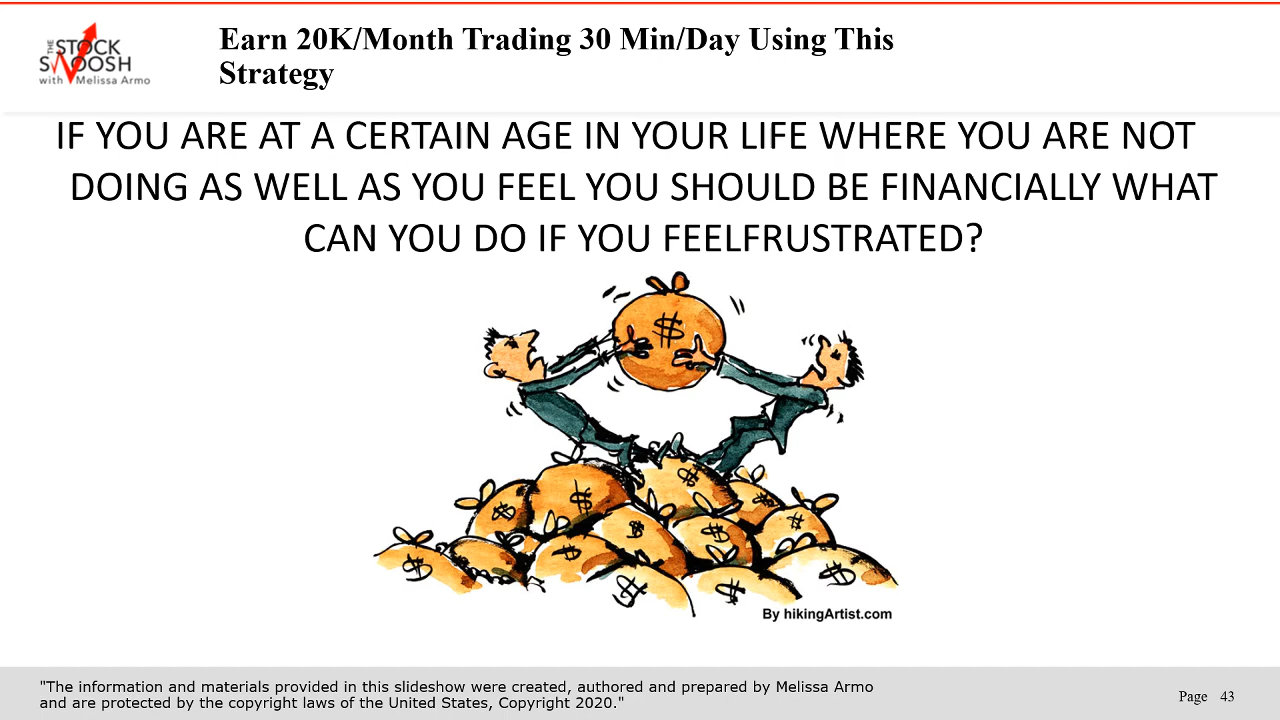 THE
STOCK
SWOOSH
with Melissa Armo
Earn 20K/Month Trading 30 Min/Day Using This
Strategy
IF YOU ARE AT A CERTAIN AGE IN YOUR LIFE WHERE YOU ARE NOT
DOING AS WELL AS YOU FEEL YOU SHOULD BE FINANCIALLY WHAT
CAN YOU DO IF YOU FEELFRUSTRATED?
$
$
$
$
$
$
$
$
$
$
$
$
By hikingArtist.com
"The information and materials provided in this slideshow were created, authored and prepared by Melissa Armo
and are protected by the copyright laws of the United States, Copyright 2020."
Page 43